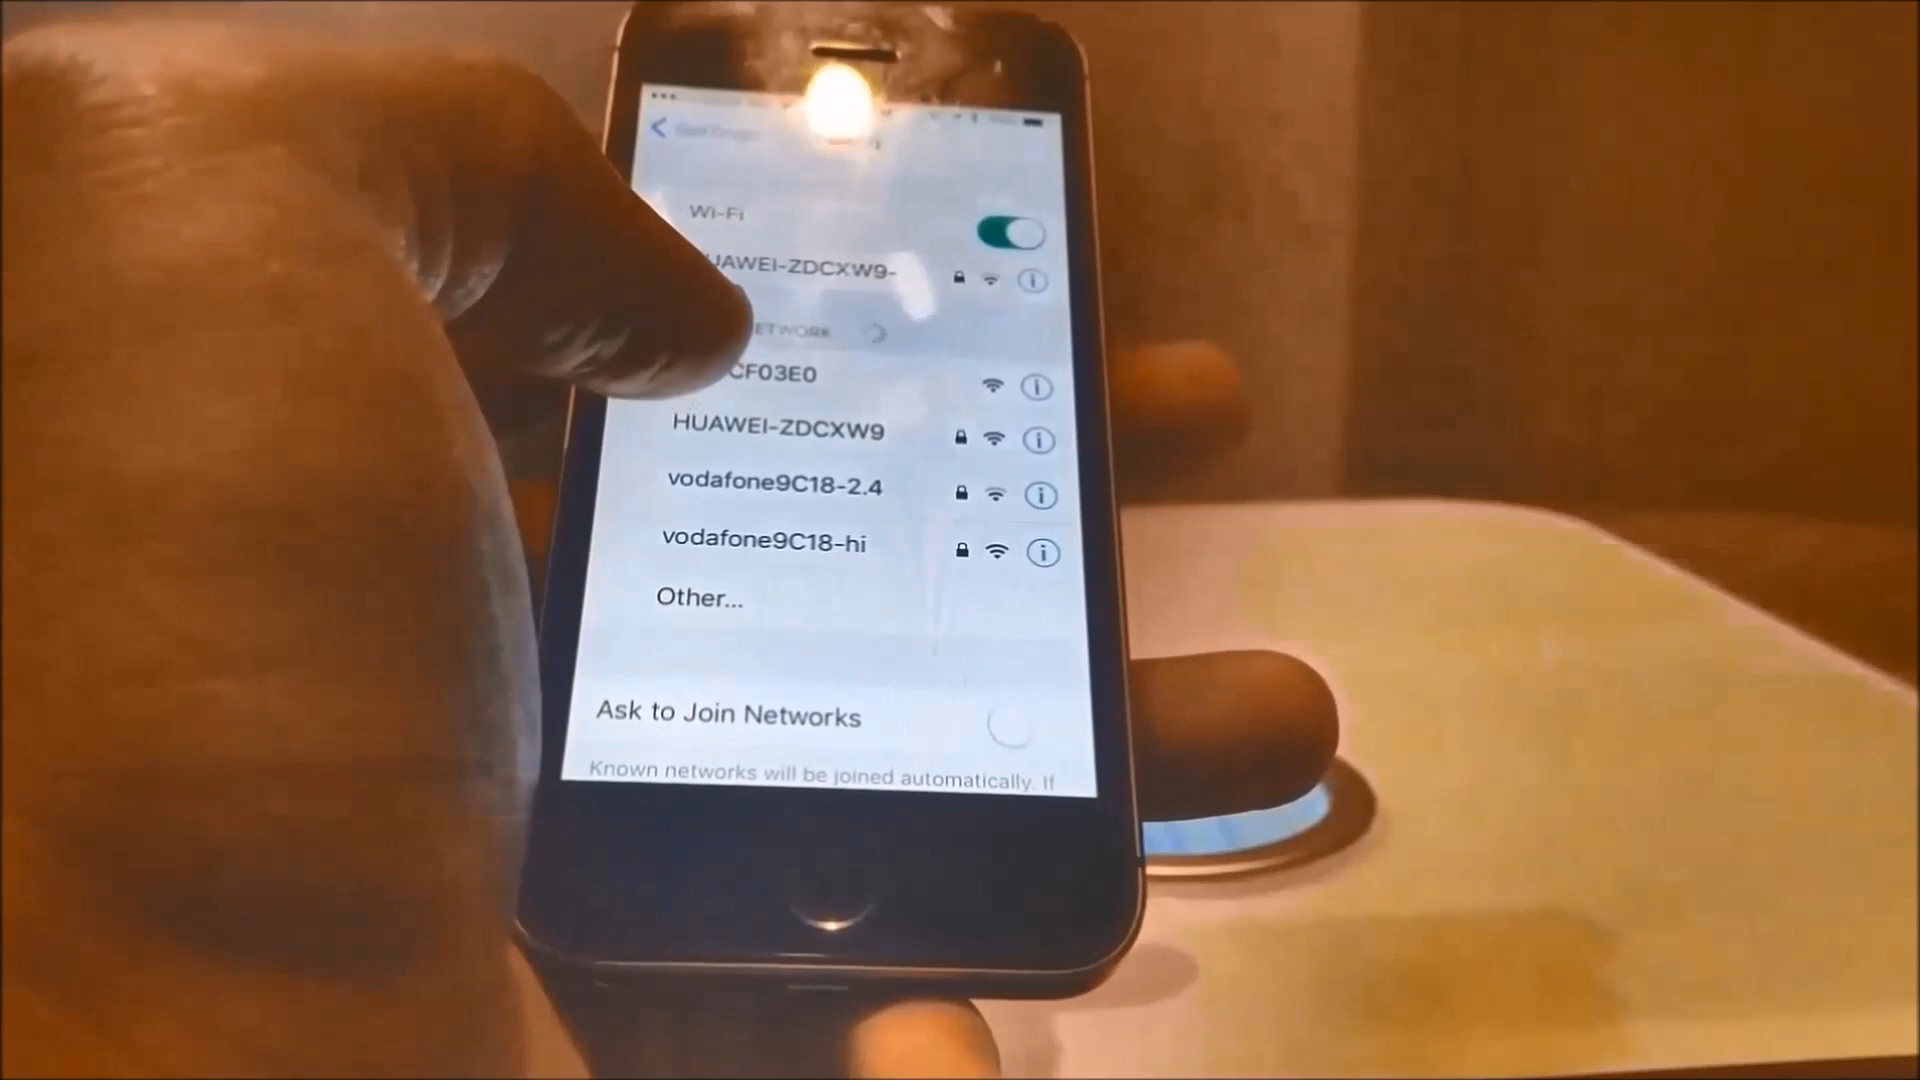 Wi-Fi
UAWEI-ZDCXW9-
ETWORK
CF03E0
HUAWEI-ZDCXW9
vodafone9C18-2.4
vodafone9C18-hi
Other...
Ask to Join Networks
Known networks will be joined automatically. If